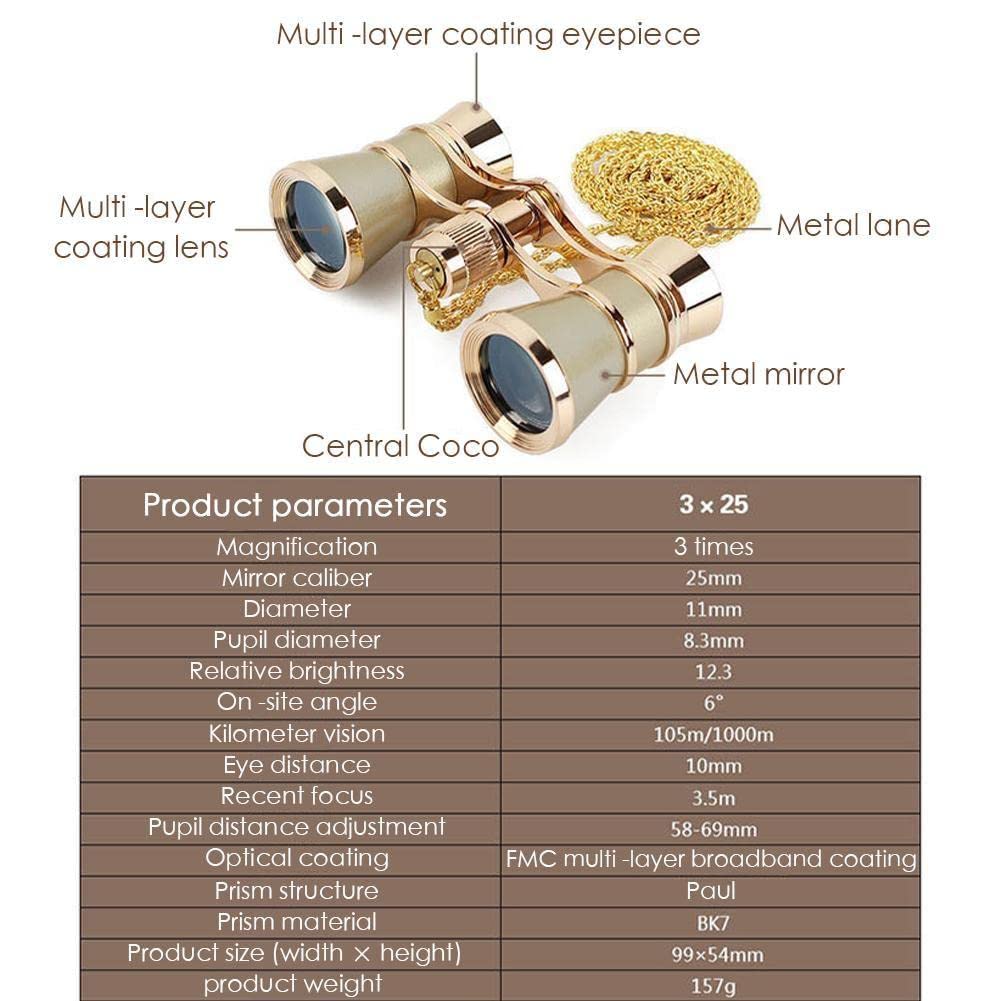 Multi -layer coating eyepiece
Multi -layer
coating lens
Metal lane
Metal mirror
Central Coco
Product parameters 3 × 25
Magnification 3 times
Mirror caliber 25mm
Diameter 11mm
Pupil diameter 8.3mm
Relative brightness 12.3
On -site angle 6°
Kilometer vision 105m/1000m
Eye distance 10mm
Recent focus 3.5m
Pupil distance adjustment 58-69mm
Optical coating FMC multi -layer broadband coating
Prism structure Paul
Prism material BK7
Product size (width × height) 99×54mm
product weight 157g